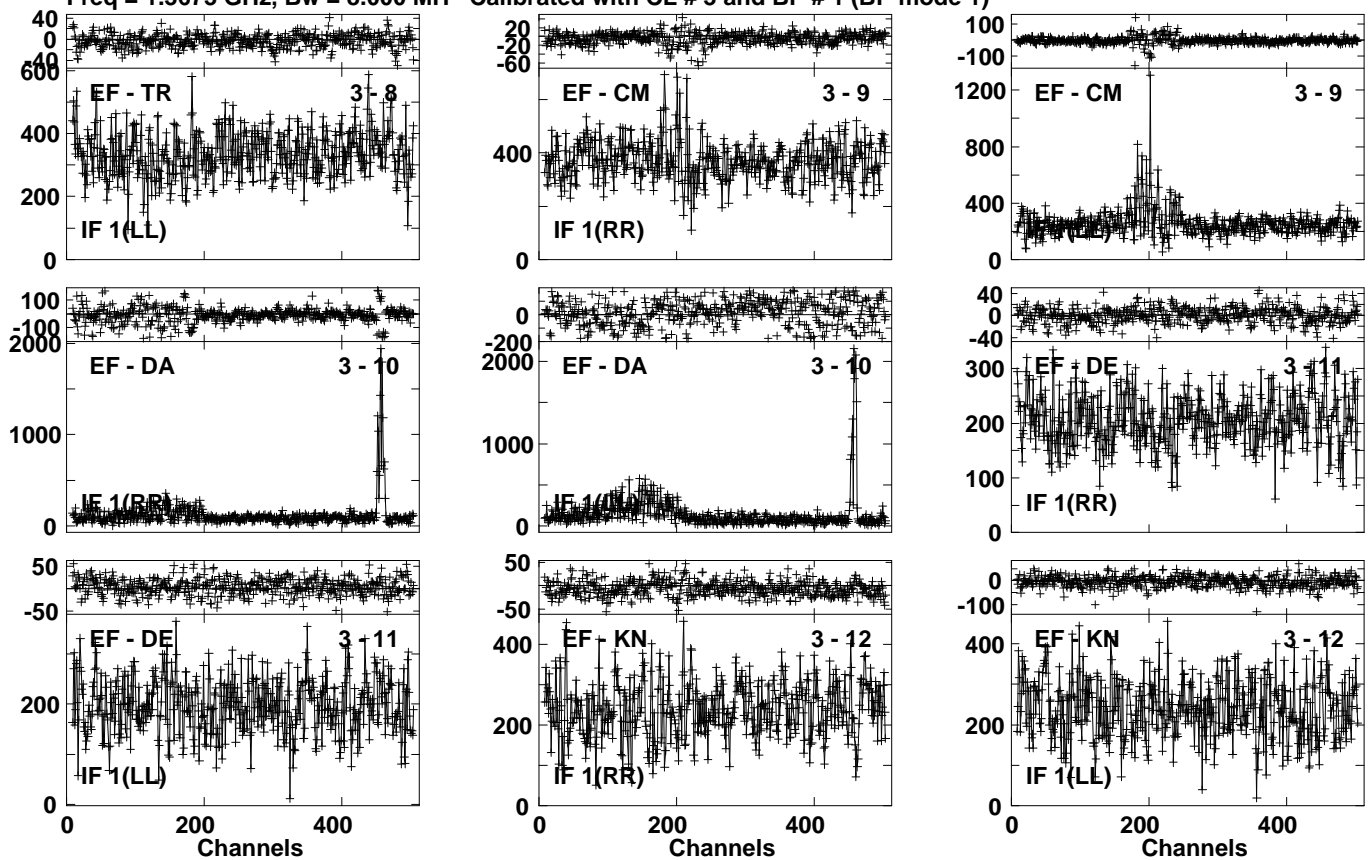 Freq = GHz, Bw = MH Calibrated with CL # and BP # 1 (BP mode 1)
40
0
-40
600
400
200
0
EF - TR 3 - 8
IF 1(LL)
40
-20
-60
400
0
EF - CM 3 - 9
IF 1(RR)
100
-100
1200
800
400
0
EF - CM 3 - 9
IF 1(LL)
100
-100
2000
1000
0
EF - DA 3 - 10
IF 1(RR)
0
-200
2000
1000
0
EF - DA 3 - 10
IF 1(LL)
40
-40
300
200
100
0
EF - DE 3 - 11
IF 1(RR)
50
-50
200
0
EF - DE 3 - 11
IF 1(LL)
0 200 400
Channels
50
-50
400
200
0
EF - KN 3 - 12
IF 1(RR)
0 200 400
Channels
0
-100
400
200
0
EF - KN 3 - 12
IF 1(LL)
0 200 400
Channels